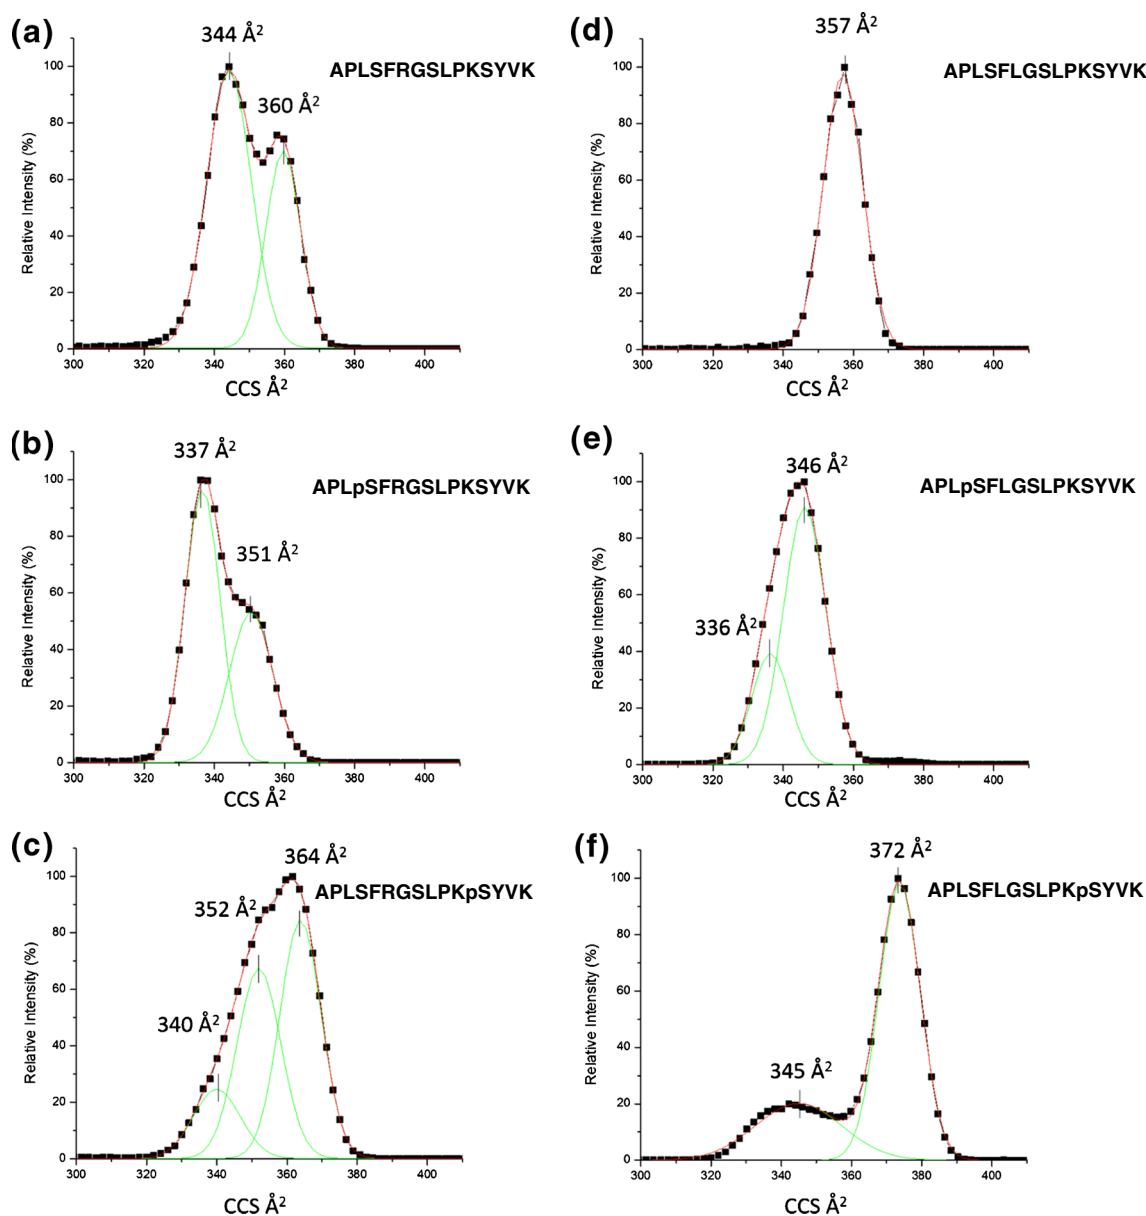 (a)
344 Å²
360 Å²
APLSFRGSLPKSYVK
Relative Intensity (%)
100
80
60
40
20
0
300 320 340 360 380 400
CCS Å²
(d)
357 Å²
APLSFLGSLPKSYVK
Relative Intensity (%)
100
80
60
40
20
0
300 320 340 360 380 400
CCS Å²
(b)
337 Å²
351 Å²
APLpSFRGSLPKSYVK
Relative Intensity (%)
100
80
60
40
20
0
300 320 340 360 380 400
CCS Å²
(e)
346 Å²
336 Å²
APLpSFLGSLPKSYVK
Relative Intensity (%)
100
80
60
40
20
0
300 320 340 360 380 400
CCS Å²
(c)
364 Å²
352 Å²
340 Å²
APLSFRGSLPKpSYVK
Relative Intensity (%)
100
80
60
40
20
0
300 320 340 360 380 400
CCS Å²
(f)
372 Å²
345 Å²
APLSFLGSLPKpSYVK
Relative Intensity (%)
100
80
60
40
20
0
300 320 340 360 380 400
CCS Å²